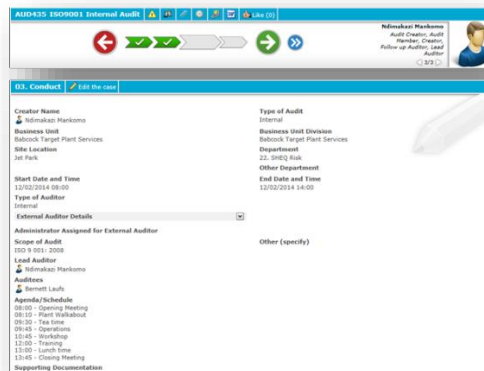 AUD435 ISO9001 Internal Audit
Like (0)
Ndimakazi Mankomo
Audit Creator, Audit
Member, Creator,
Follow up Auditor, Lead
Auditor
3/3
03. Conduct
Edit the case
Creator Name
Ndimakazi Mankomo
Type of Audit
Internal
Business Unit
Babcock Target Plant Services
Business Unit Division
Babcock Target Plant Services
Site Location
Jet Park
Department
22. SHEQ Risk
Other Department
Start Date and Time
12/02/2014 08:00
End Date and Time
12/02/2014 14:00
Type of Auditor
Internal
External Auditor Details
Administrator Assigned for External Auditor
Scope of Audit
ISO 9 001: 2008
Other (specify)
Lead Auditor
Ndimakazi Mankomo
Auditees
Bernett Laufs
Agenda/Schedule
08:00 - Opening Meeting
08:10 - Plant Walkabout
09:30 - Tea time
09:45 - Operations
10:45 - Workshop
12:00 - Training
13:00 - Lunch time
13:45 - Closing Meeting
Supporting Documentation